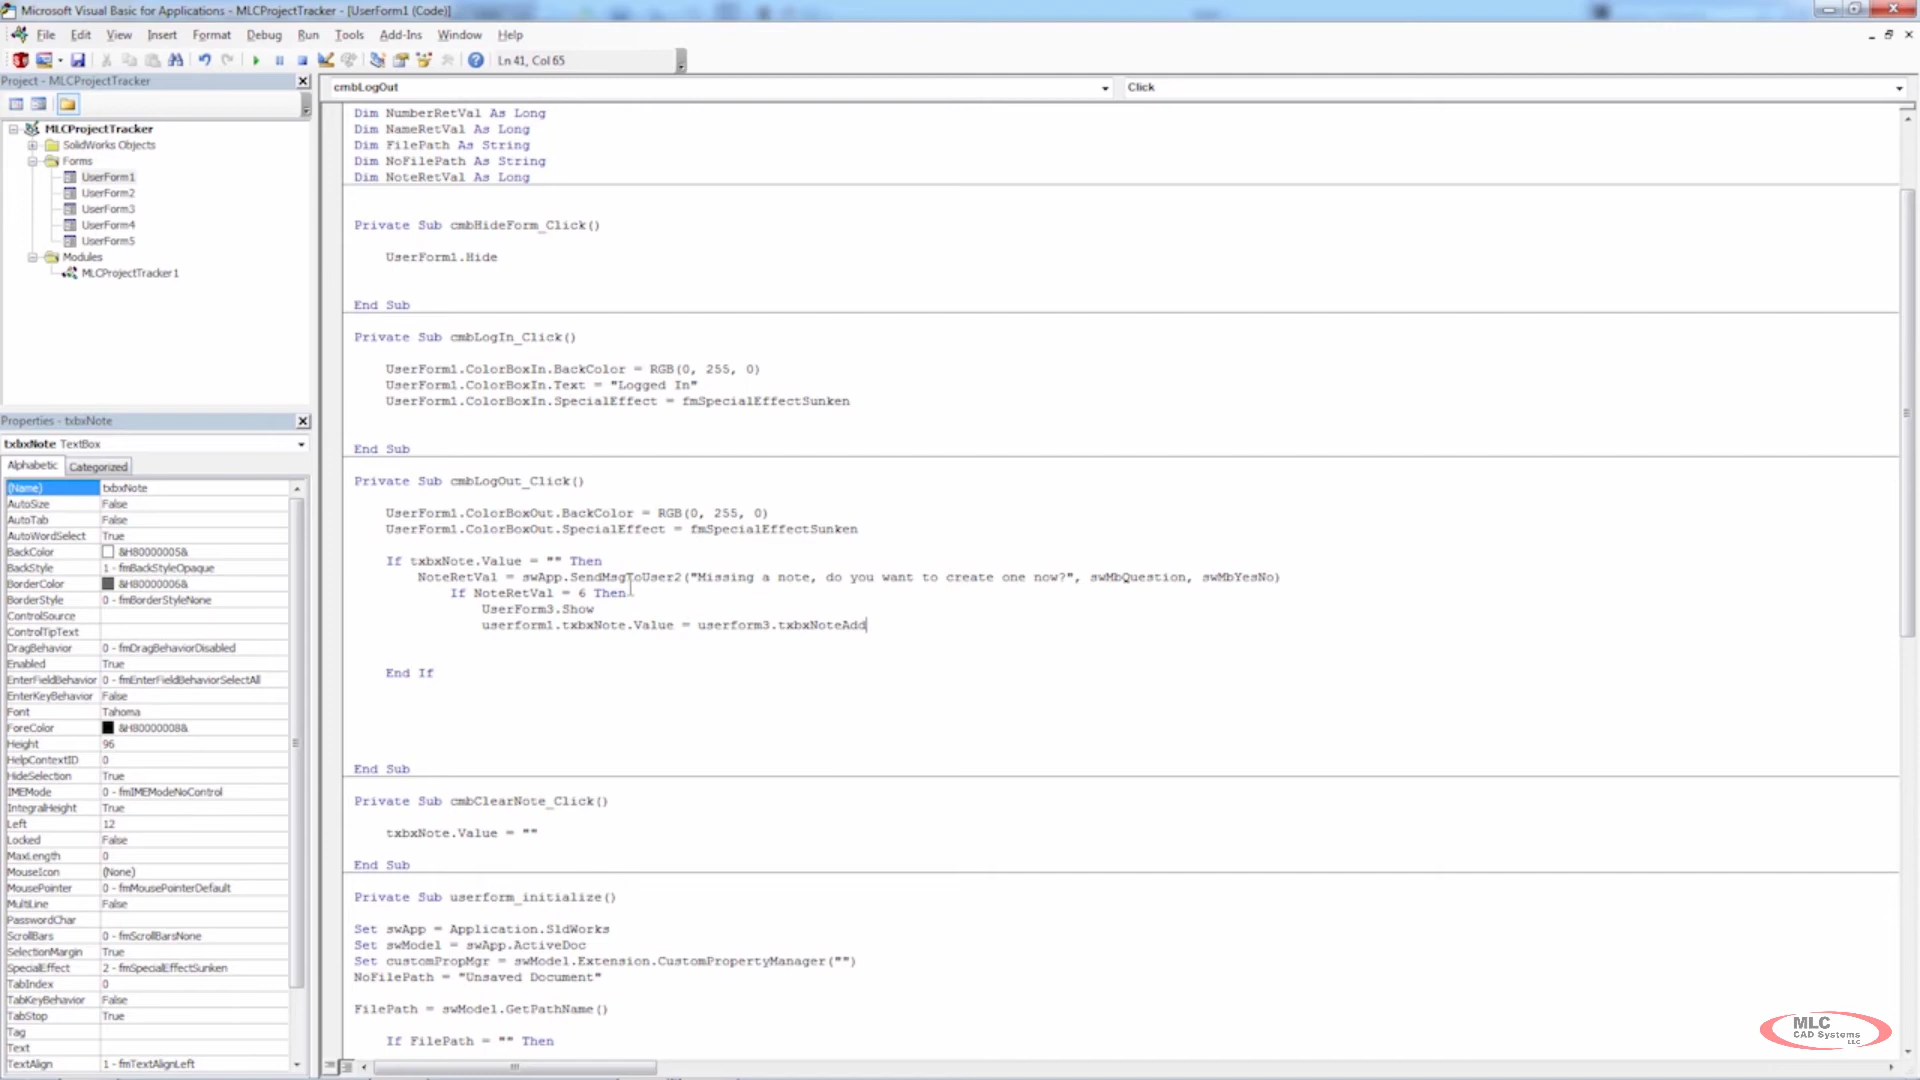 Microsoft Visual Basic for Applications - MLCProjectTracker - [UserForm1 (Code)]
File Edit View Insert Format Debug Run Tools Add-Ins Window Help
Ln 41, Col 65
Project - MLCProjectTracker
MLCProjectTracker
SolidWorks Objects
Forms
UserForm1
UserForm2
UserForm3
UserForm4
UserForm5
Modules
MLCProjectTracker1
Properties - txbxNote
txbxNote TextBox
Alphabetic Categorized
(Name) txbxNote
AutoSize False
AutoTab False
AutoWordSelect True
BackColor &H80000005&
BackStyle 1 - fmBackStyleOpaque
BorderColor &H80000006&
BorderStyle 0 - fmBorderStyleNone
ControlSource
ControlTipText
DragBehavior 0 - fmDragBehaviorDisabled
Enabled True
EnterFieldBehavior 0 - fmEnterFieldBehaviorSelectAll
EnterKeyBehavior False
Font Tahoma
ForeColor &H80000008&
Height 96
HelpContextID 0
HideSelection True
IMEMode 0 - fmIMEModeNoControl
IntegralHeight True
Left 12
Locked False
MaxLength 0
MouseIcon (None)
MousePointer 0 - fmMousePointerDefault
MultiLine False
PasswordChar
ScrollBars 0 - fmScrollBarsNone
SelectionMargin True
SpecialEffect 2 - fmSpecialEffectSunken
TabIndex 0
TabKeyBehavior False
TabStop True
Tag
Text
TextAlign 1 - fmTextAlignLeft
cmbLogOut Click
Dim NumberRetVal As Long
Dim NameRetVal As Long
Dim FilePath As String
Dim NoFilePath As String
Dim NoteRetVal As Long
Private Sub cmbHideForm_Click()
UserForm1.Hide
End Sub
Private Sub cmbLogIn_Click()
UserForm1.ColorBoxIn.BackColor = RGB(0, 255, 0)
UserForm1.ColorBoxIn.Text = "Logged In"
UserForm1.ColorBoxIn.SpecialEffect = fmSpecialEffectSunken
End Sub
Private Sub cmbLogOut_Click()
UserForm1.ColorBoxOut.BackColor = RGB(0, 255, 0)
UserForm1.ColorBoxOut.SpecialEffect = fmSpecialEffectSunken
If txbxNote.Value = "" Then
NoteRetVal = swApp.SendMsgToUser2("Missing a note, do you want to create one now?", swMbQuestion, swMbYesNo)
If NoteRetVal = 6 Then
UserForm3.Show
userform1.txbxNote.Value = userform3.txbxNoteAdd
End If
End Sub
Private Sub cmbClearNote_Click()
txbxNote.Value = ""
End Sub
Private Sub userform_initialize()
Set swApp = Application.SldWorks
Set swModel = swApp.ActiveDoc
Set customPropMgr = swModel.Extension.CustomPropertyManager("")
NoFilePath = "Unsaved Document"
FilePath = swModel.GetPathName()
If FilePath = "" Then
MLC
CAD Systems
LLC